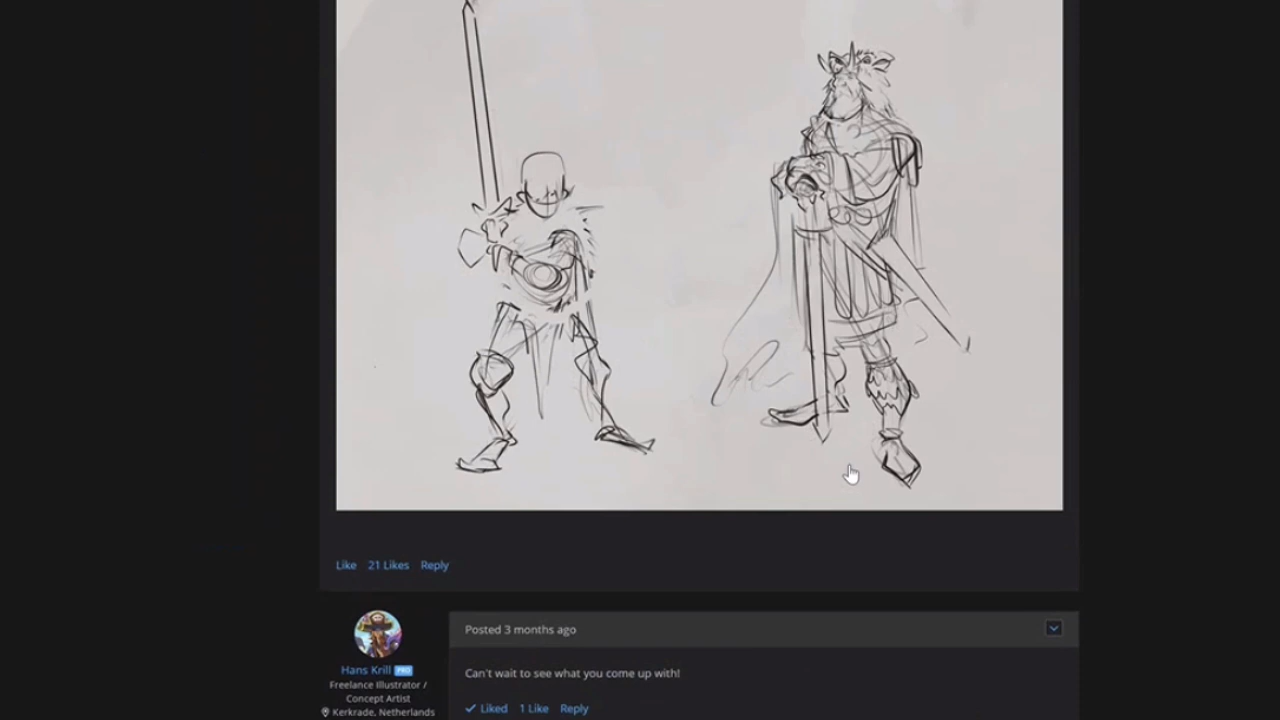 Like 21 Likes Reply
Posted 3 months ago
Hans Krill PRO
Freelance Illustrator /
Concept Artist
Kerkrade, Netherlands
Can't wait to see what you come up with!
Liked 1 Like Reply